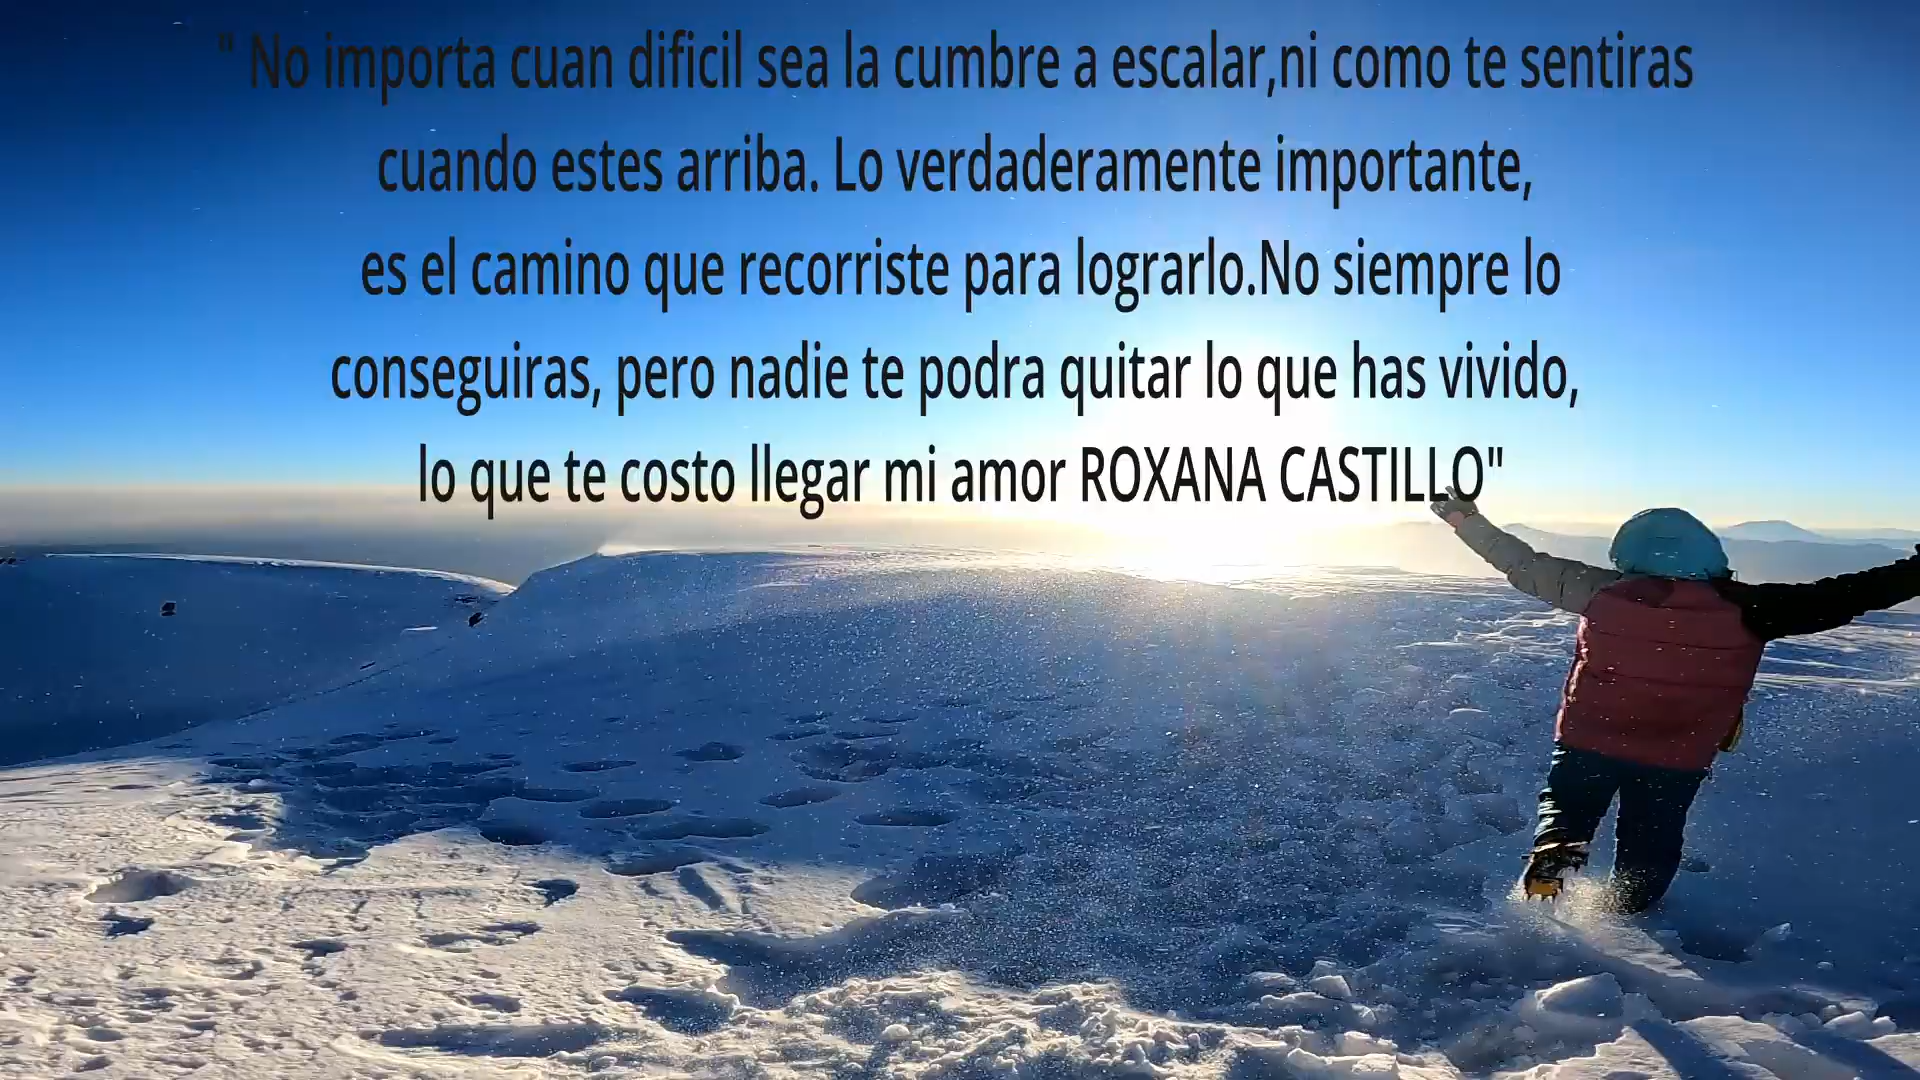 " No importa cuan dificil sea la cumbre a escalar,ni como te sentiras
cuando estes arriba. Lo verdaderamente importante,
es el camino que recorriste para lograrlo.No siempre lo
conseguiras, pero nadie te podra quitar lo que has vivido,
lo que te costo llegar mi amor ROXANA CASTILLO"